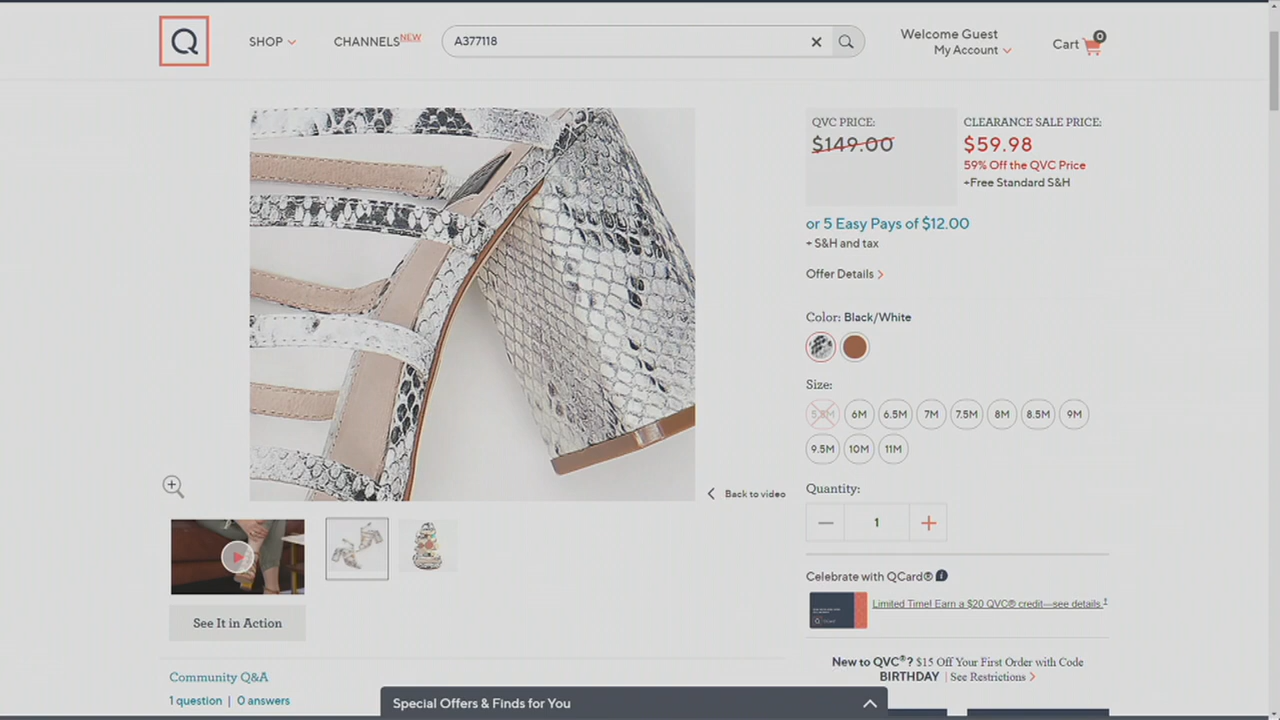 Q
SHOP
CHANNELS NEW
A377118
Welcome Guest
My Account
Cart
0
QVC PRICE:
$149.00
CLEARANCE SALE PRICE:
$59.98
59% Off the QVC Price
+Free Standard S&H
or 5 Easy Pays of $12.00
+ S&H and tax
Offer Details
Color: Black/White
Size:
5.5M 6M 6.5M 7M 7.5M 8M 8.5M 9M
9.5M 10M 11M
Back to video
Quantity:
1
Celebrate with QCard®
Limited Time! Earn a $20 QVC® credit—see details.‡
See It in Action
New to QVC®? $15 Off Your First Order with Code
BIRTHDAY | See Restrictions
Community Q&A
1 question | 0 answers
Special Offers & Finds for You